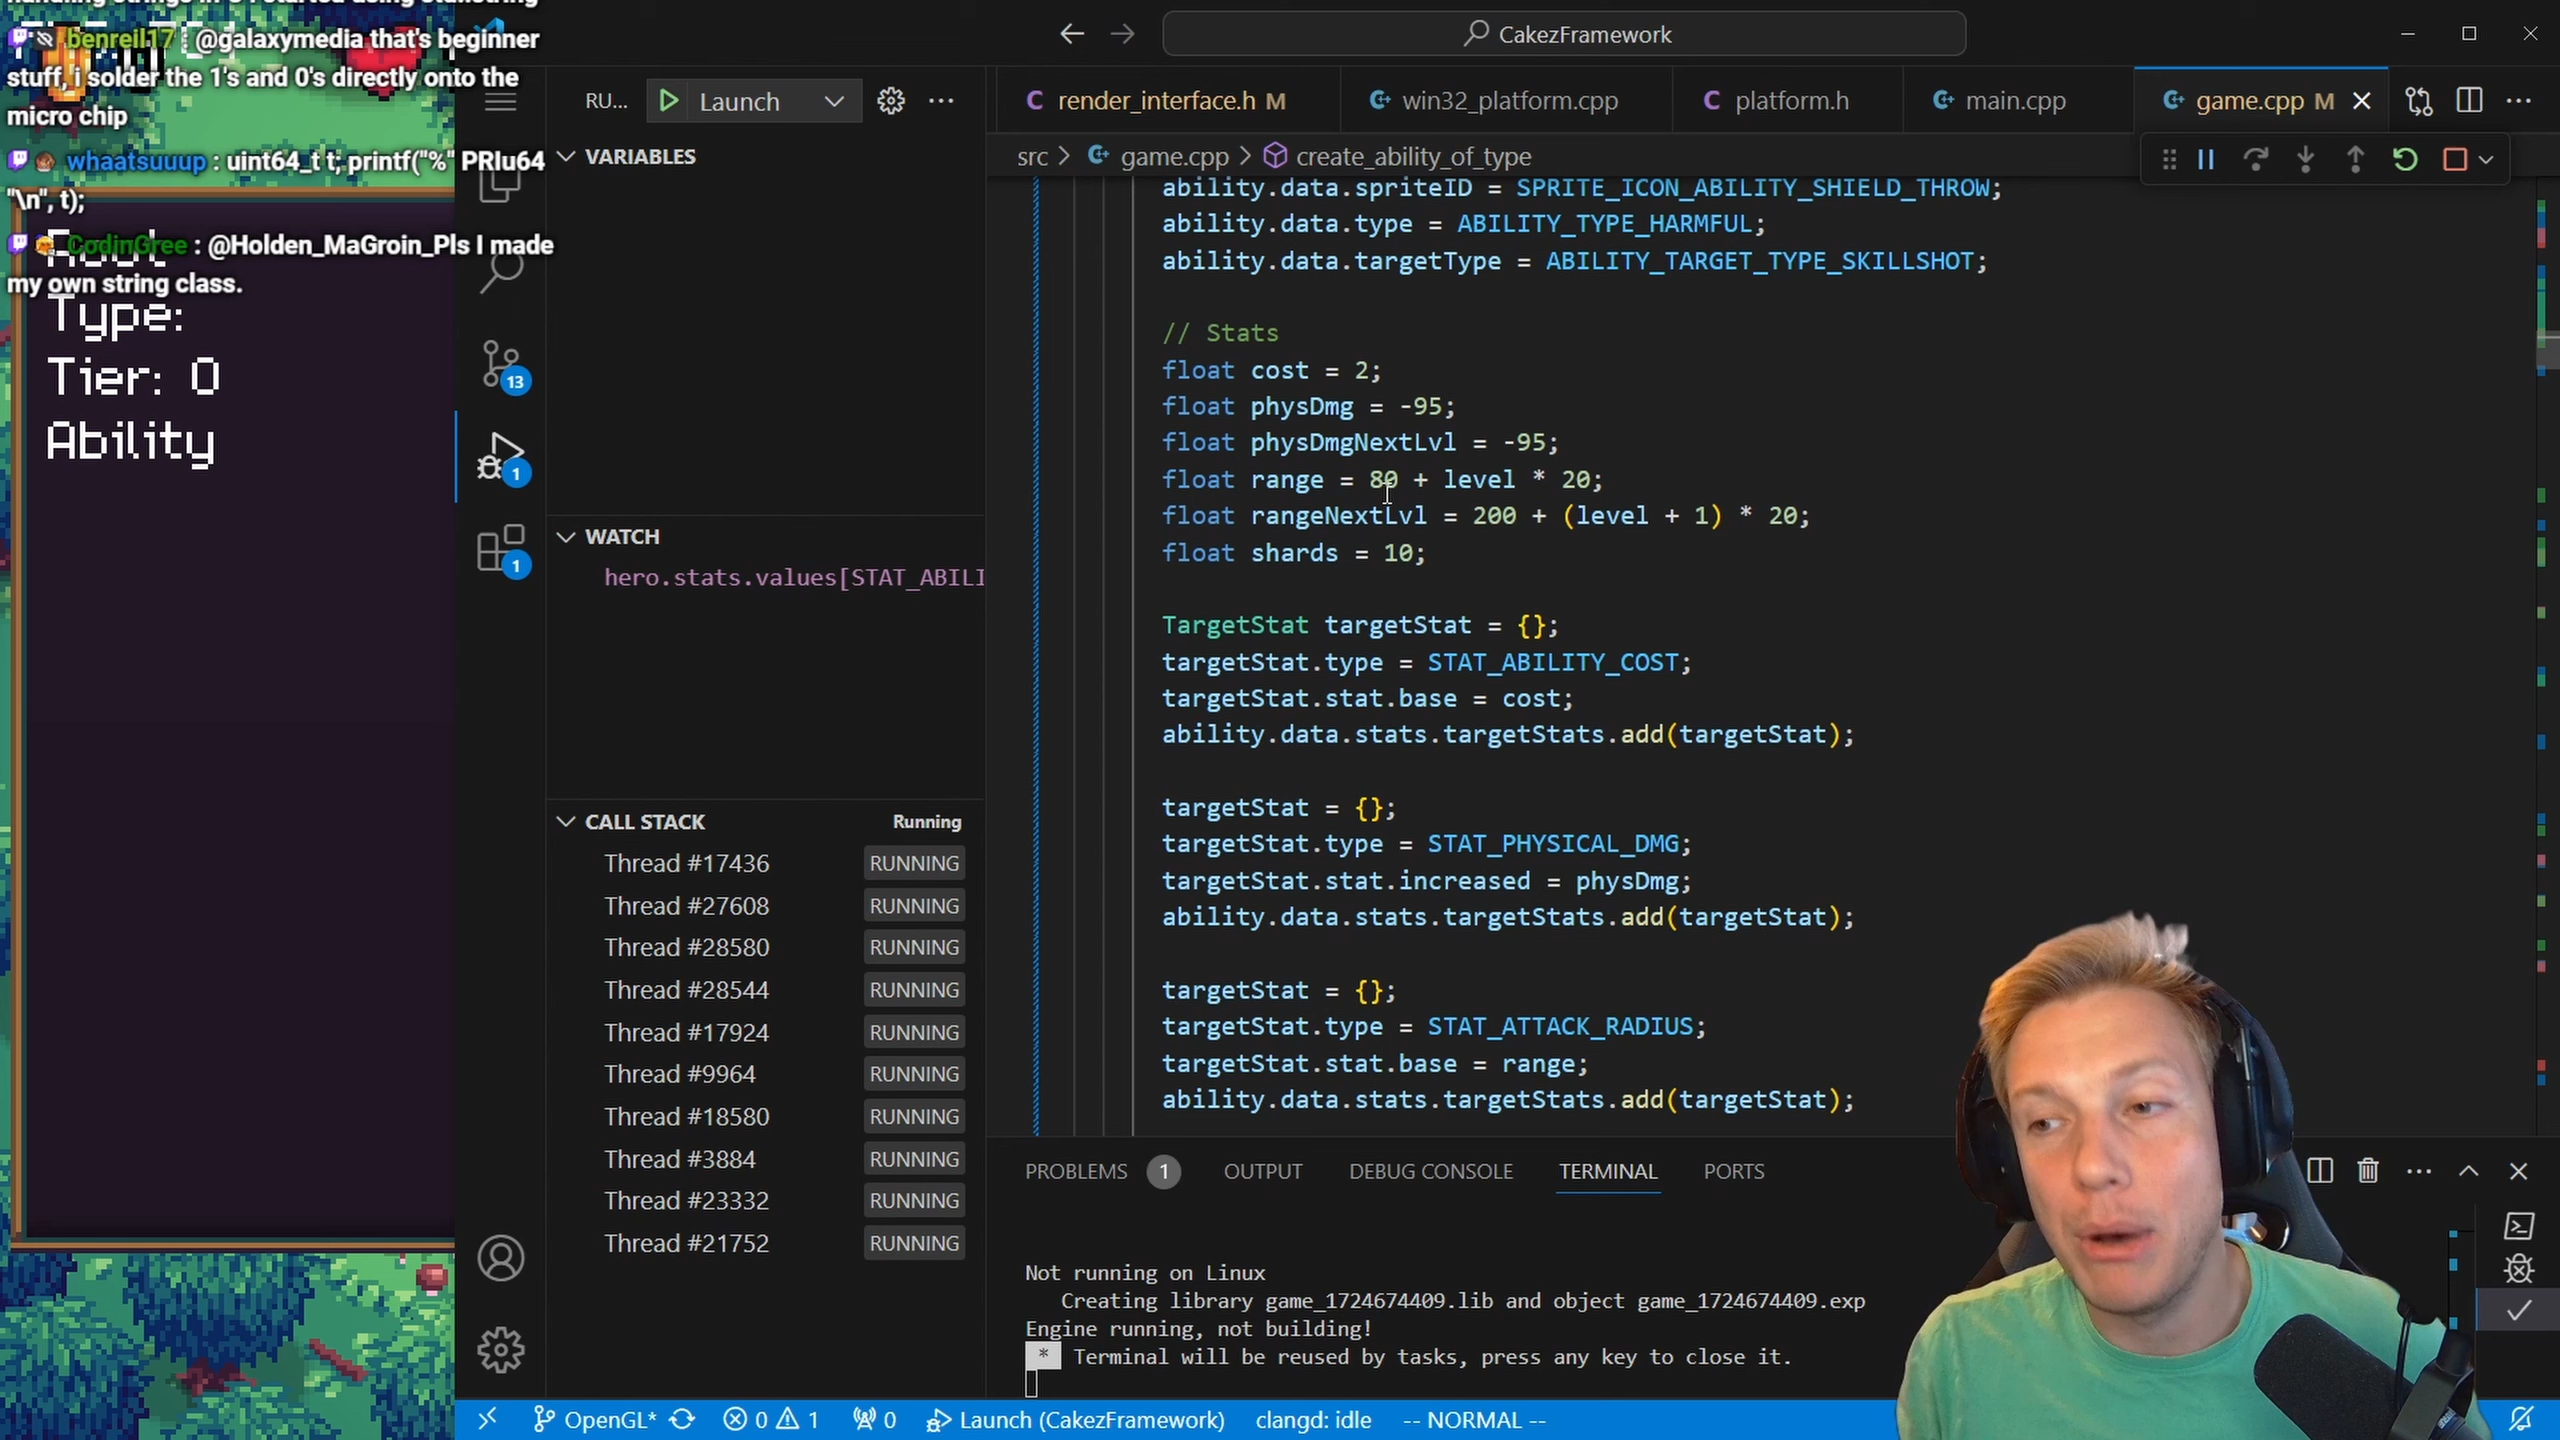 benreil17 : @galaxymedia that's beginner
stuff, i solder the 1's and 0's directly onto the
micro chip
whaatsuuup : uint64_t t; printf("%" PRIu64
"\n", t);
CodinGree : @Holden_MaGroin_Pls I made
my own string class.
Type:
Tier: 0
Ability
CakezFramework
RU...
Launch
VARIABLES
WATCH
hero.stats.values[STAT_ABILI
CALL STACK
Running
Thread #17436 RUNNING
Thread #27608 RUNNING
Thread #28580 RUNNING
Thread #28544 RUNNING
Thread #17924 RUNNING
Thread #9964 RUNNING
Thread #18580 RUNNING
Thread #3884 RUNNING
Thread #23332 RUNNING
Thread #21752 RUNNING
13
1
1
render_interface.h M
win32_platform.cpp
platform.h
main.cpp
game.cpp M
src > game.cpp > create_ability_of_type
ability.data.spriteID = SPRITE_ICON_ABILITY_SHIELD_THROW;
ability.data.type = ABILITY_TYPE_HARMFUL;
ability.data.targetType = ABILITY_TARGET_TYPE_SKILLSHOT;
// Stats
float cost = 2;
float physDmg = -95;
float physDmgNextLvl = -95;
float range = 80 + level * 20;
float rangeNextLvl = 200 + (level + 1) * 20;
float shards = 10;
TargetStat targetStat = {};
targetStat.type = STAT_ABILITY_COST;
targetStat.stat.base = cost;
ability.data.stats.targetStats.add(targetStat);
targetStat = {};
targetStat.type = STAT_PHYSICAL_DMG;
targetStat.stat.increased = physDmg;
ability.data.stats.targetStats.add(targetStat);
targetStat = {};
targetStat.type = STAT_ATTACK_RADIUS;
targetStat.stat.base = range;
ability.data.stats.targetStats.add(targetStat);
PROBLEMS 1 OUTPUT DEBUG CONSOLE TERMINAL PORTS
Not running on Linux
Creating library game_1724674409.lib and object game_1724674409.exp
Engine running, not building!
* Terminal will be reused by tasks, press any key to close it.
OpenGL* 0 1 0 Launch (CakezFramework) clangd: idle -- NORMAL --